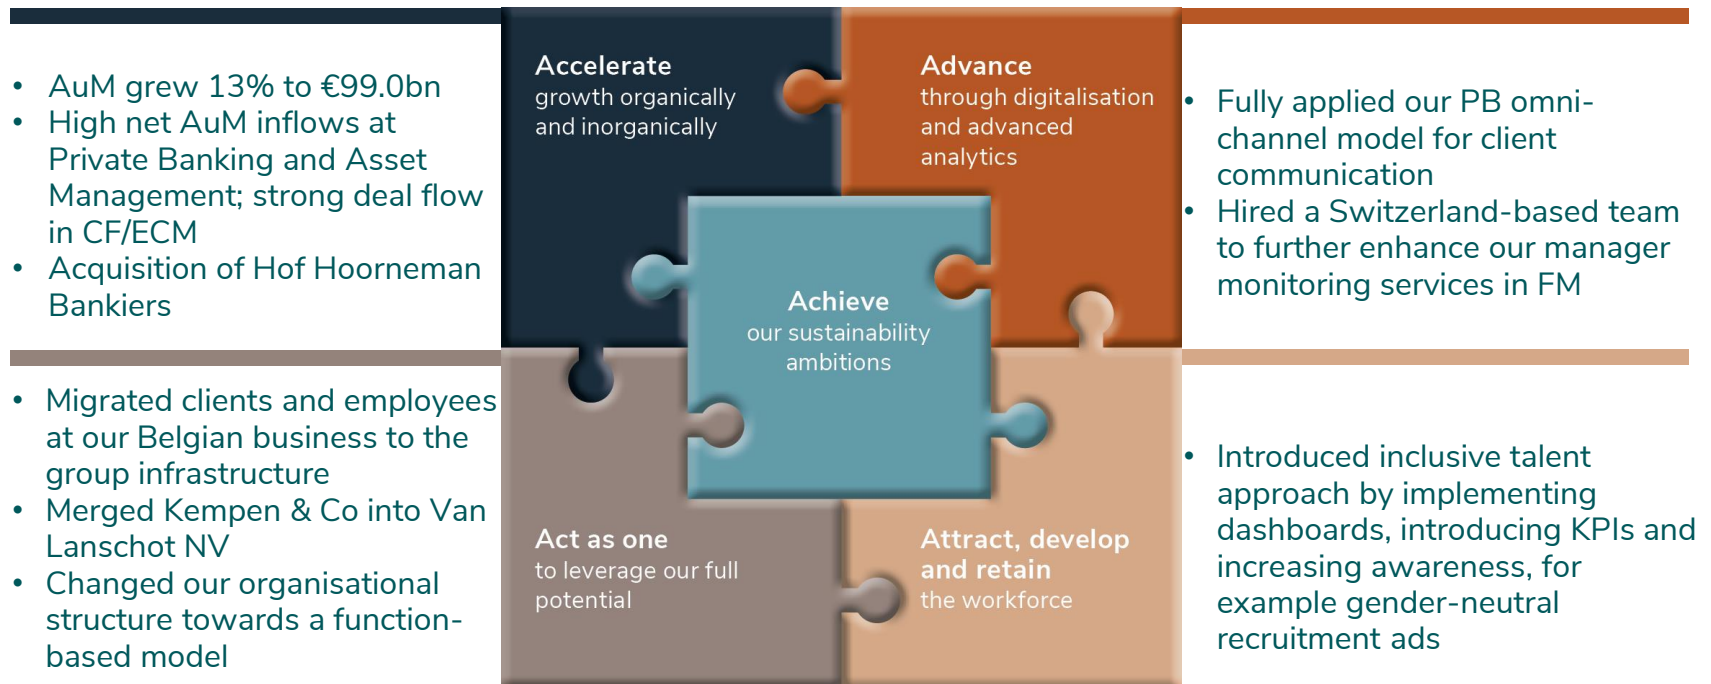 • AuM grew 13% to €99.0bn
• High net AuM inflows at
Private Banking and Asset
Management; strong deal flow
in CF/ECM
• Acquisition of Hof Hoorneman
Bankiers
Accelerate
growth organically
and inorganically
Advance
through digitalisation
and advanced
analytics
• Fully applied our PB omni-
channel model for client
communication
• Hired a Switzerland-based team
to further enhance our manager
monitoring services in FM
Achieve
our sustainability
ambitions
• Migrated clients and employees
at our Belgian business to the
group infrastructure
• Merged Kempen & Co into Van
Lanschot NV
• Changed our organisational
structure towards a function-
based model
Act as one
to leverage our full
potential
Attract, develop
and retain
the workforce
• Introduced inclusive talent
approach by implementing
dashboards, introducing KPIs and
increasing awareness, for
example gender-neutral
recruitment ads